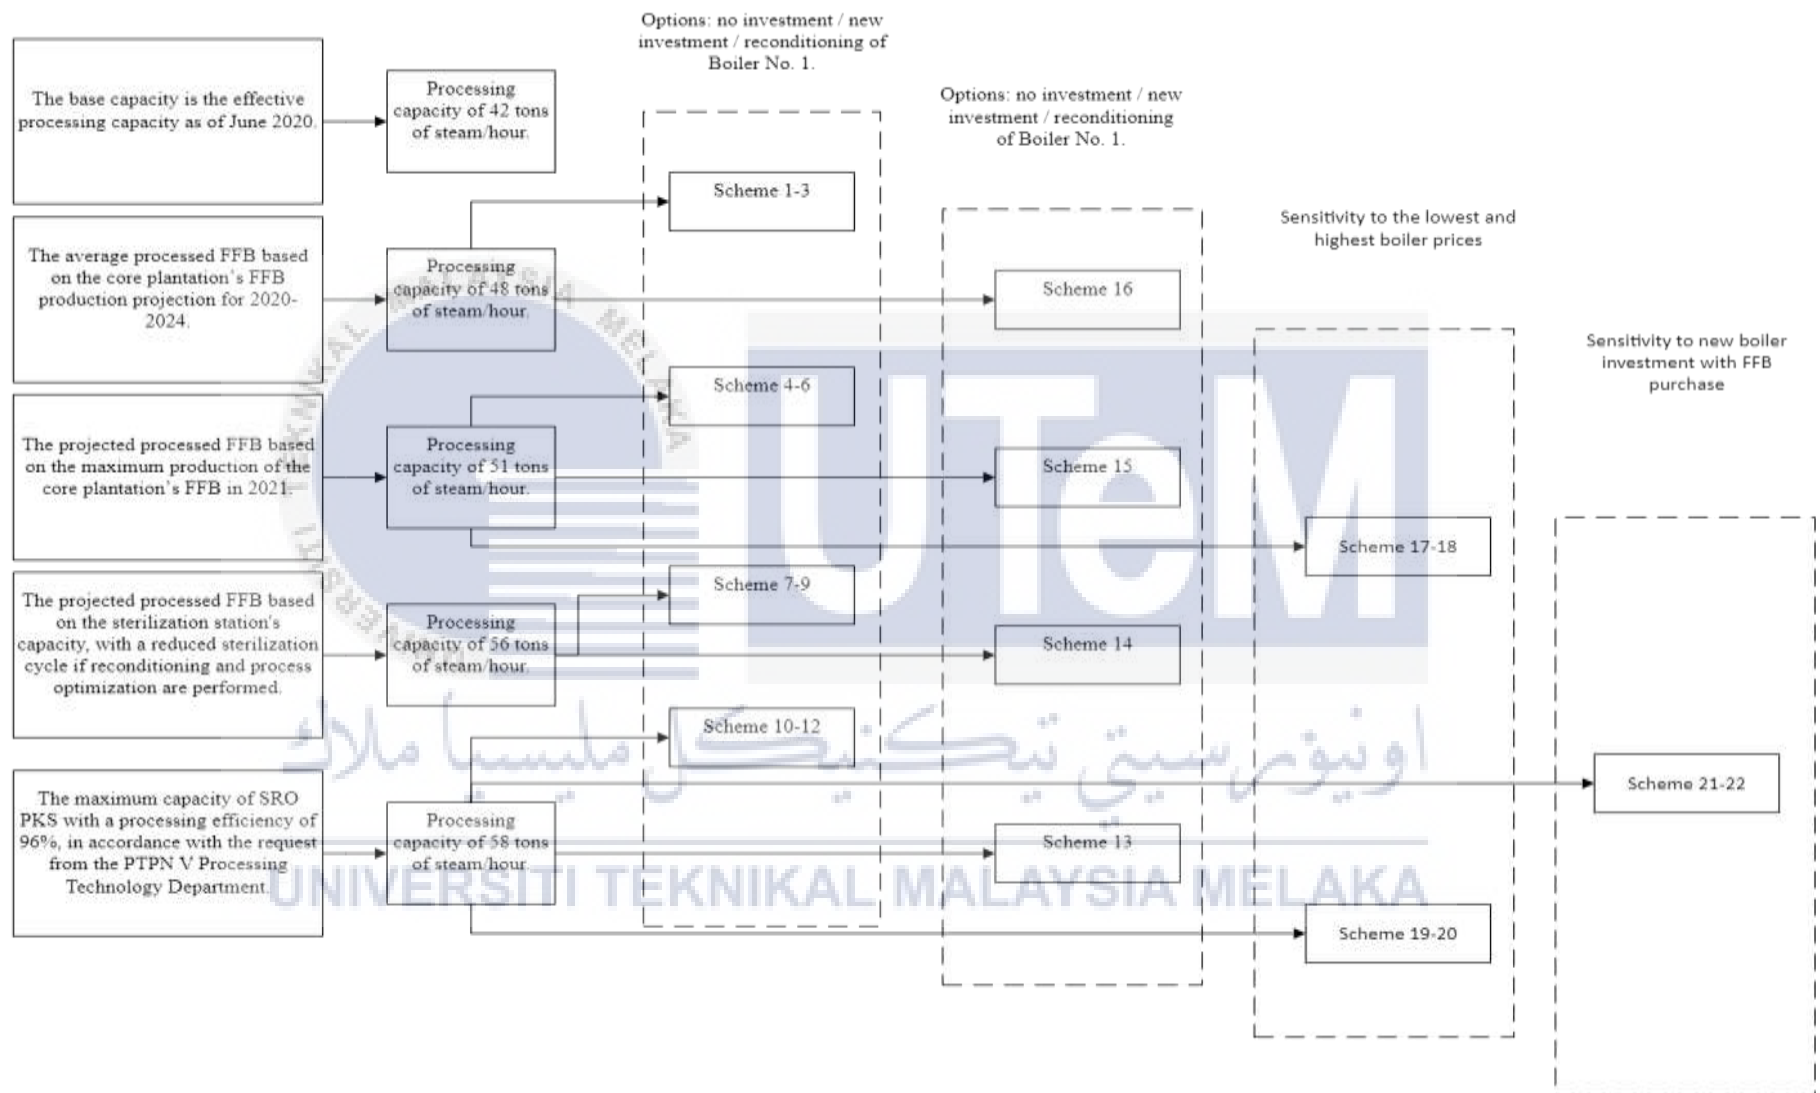 Options: no investment / new
investment / reconditioning of
Boiler No. 1.
Options: no investment / new
investment / reconditioning
of Boiler No. 1.
Sensitivity to the lowest and
highest boiler prices
Sensitivity to new boiler
investment with FFB
purchase
The base capacity is the effective
processing capacity as of June 2020.
Processing
capacity of 42 tons
of steam/hour.
Scheme 1-3
The average processed FFB based
on the core plantation's FFB
production projection for 2020-
2024.
Processing
capacity of 48 tons
of steam/hour.
Scheme 16
Scheme 4-6
The projected processed FFB based
on the maximum production of the
core plantation's FFB in 2021.
Processing
capacity of 51 tons
of steam/hour.
Scheme 15
Scheme 17-18
Scheme 7-9
The projected processed FFB based
on the sterilization station's
capacity, with a reduced sterilization
cycle if reconditioning and process
optimization are performed.
Processing
capacity of 56 tons
of steam/hour.
Scheme 14
Scheme 10-12
Scheme 21-22
The maximum capacity of SRO
PKS with a processing efficiency of
96%, in accordance with the request
from the PTPN V Processing
Technology Department.
Processing
capacity of 58 tons
of steam/hour.
Scheme 13
Scheme 19-20
UNIVERSITI TEKNIKAL MALAYSIA MELAKA
UTeM
اونيۏرسيتي تيكنيكل مليسيا ملاك
UNIVERSITI TEKNIKAL MALAYSIA MELAKA